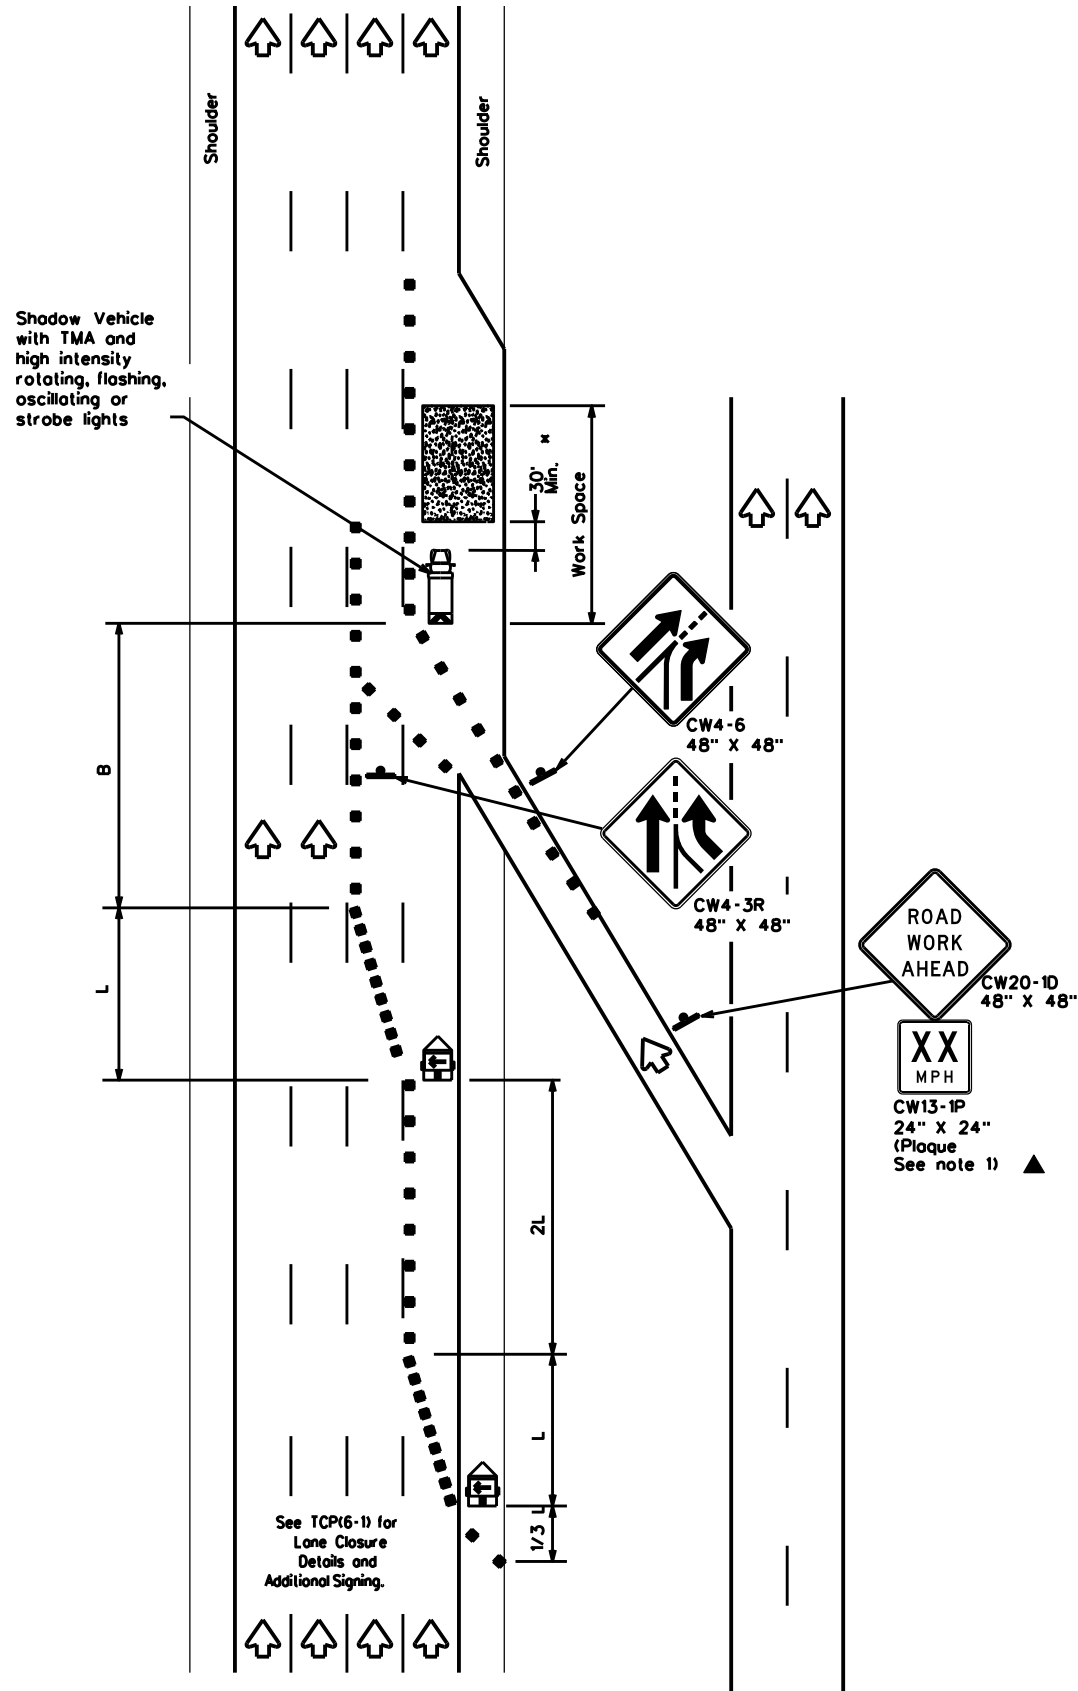 Shoulder
Shoulder
Shadow Vehicle
with TMA and
high intensity
rotating, flashing,
oscillating or
strobe lights
30'
Min.
x
Work Space
CW4-6
48" X 48"
B
CW4-3R
48" X 48"
ROAD
WORK
AHEAD
CW20-1D
48" X 48"
L
XX
MPH
CW13-1P
24" X 24"
(Plaque
See note 1)
2L
L
1/3 L
See TCP(6-1) for
Lane Closure
Details and
Additional Signing.